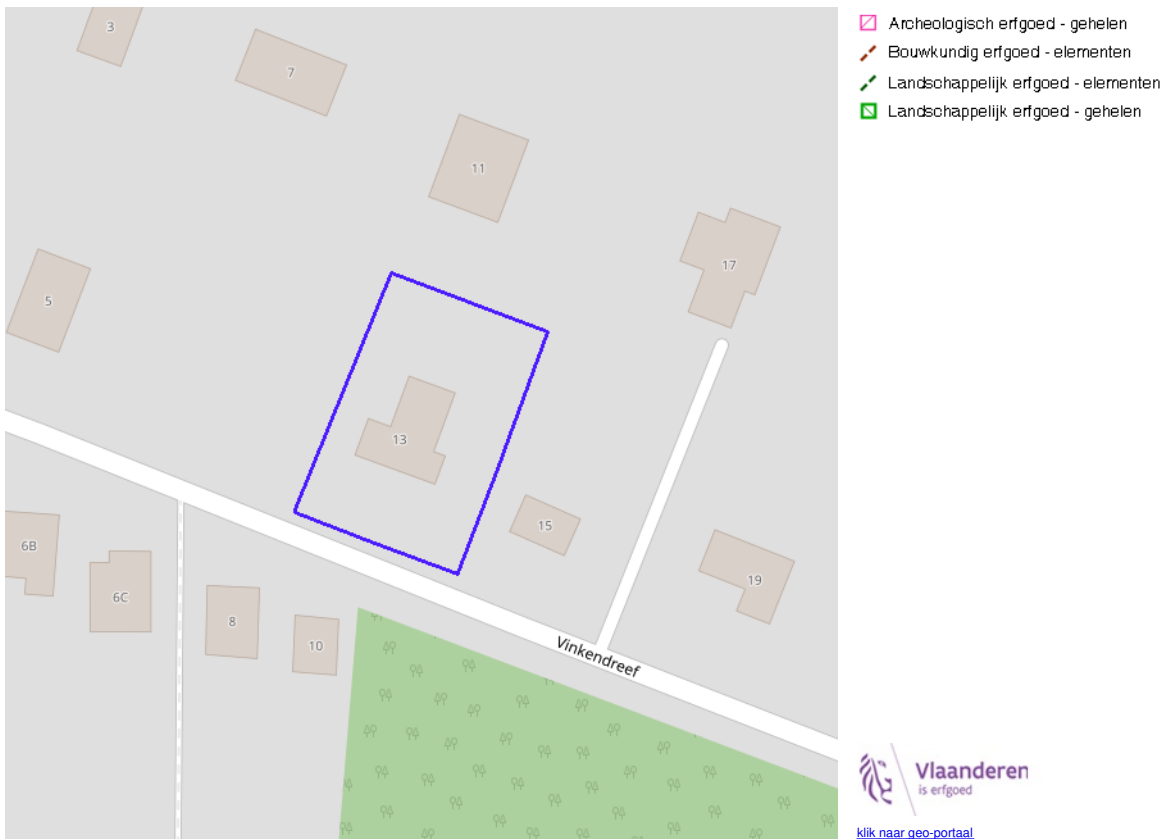 3
7
11
17
5
13
15
19
6B
6C
8
10
Vinkendreef
Archeologisch erfgoed - gehelen
Bouwkundig erfgoed - elementen
Landschappelijk erfgoed - elementen
Landschappelijk erfgoed - gehelen
Vlaanderen
is erfgoed
klik naar geo-portaal